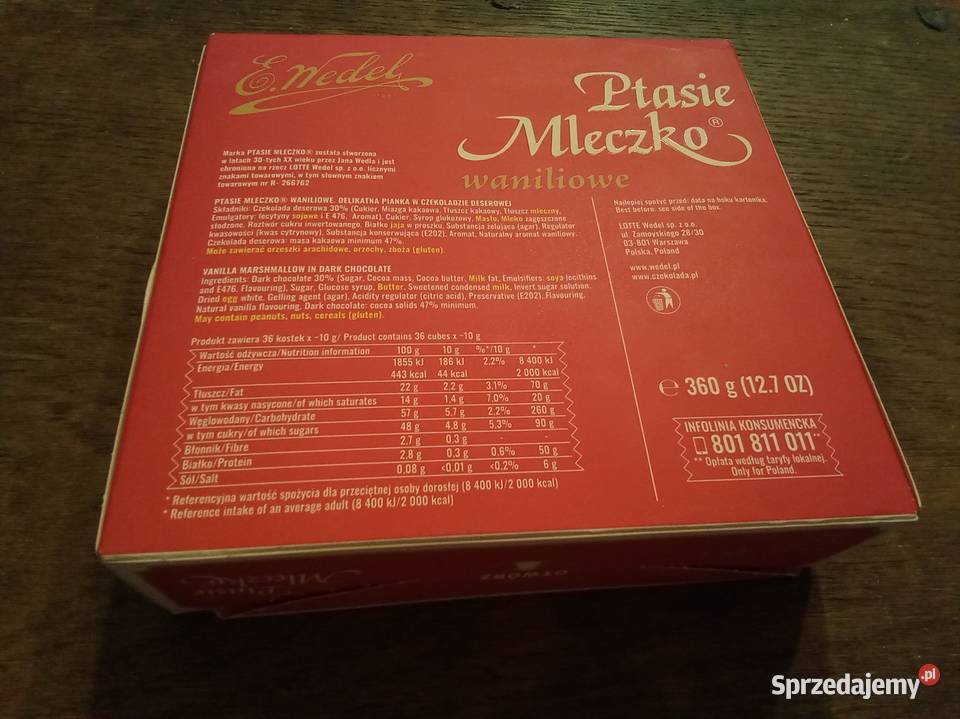 E. Wedel
Ptasie
Mleczko®
waniliowe
Marka PTASIE MLECZKO® została stworzona
w latach 30-tych XX wieku przez Jana Wedla i jest
chroniona na rzecz LOTTE Wedel sp. z o.o. licznymi
znakami towarowymi, w tym słownym znakiem
towarowym nr R- 266762
PTASIE MLECZKO® WANILIOWE. DELIKATNA PIANKA W CZEKOLADZIE DESEROWEJ
Składniki: Czekolada deserowa 30% (Cukier, Miazga kakaowa, Tłuszcz kakaowy, Tłuszcz mleczny,
Emulgatory: lecytyny sojowe i E 476, Aromat), Cukier, Syrop glukozowy, Masło, Mleko zagęszczone
słodzone, Roztwór cukru inwertowanego, Białko jaja w proszku, Substancja żelująca (agar), Regulator
kwasowości (kwas cytrynowy), Substancja konserwująca (E202), Aromat, Naturalny aromat waniliowy.
Czekolada deserowa: masa kakaowa minimum 47%.
Może zawierać orzeszki arachidowe, orzechy, zboża (gluten).
VANILLA MARSHMALLOW IN DARK CHOCOLATE
Ingredients: Dark chocolate 30% (Sugar, Cocoa mass, Cocoa butter, Milk fat, Emulsifiers: soya lecithins
and E476, Flavouring), Sugar, Glucose syrup, Butter, Sweetened condensed milk, Invert sugar solution,
Dried egg white, Gelling agent (agar), Acidity regulator (citric acid), Preservative (E202), Flavouring,
Natural vanilla flavouring. Dark chocolate: cocoa solids 47% minimum.
May contain peanuts, nuts, cereals (gluten).
Produkt zawiera 36 kostek x ~10 g/ Product contains 36 cubes x ~10 g
Wartość odżywcza/Nutrition information 100 g 10 g %*/10 g *
Energia/Energy 1855 kJ 186 kJ 2.2% 8 400 kJ
443 kcal 44 kcal 2 000 kcal
Tłuszcz/Fat 22 g 2,2 g 3.1% 70 g
w tym kwasy nasycone/of which saturates 14 g 1,4 g 7.0% 20 g
Węglowodany/Carbohydrate 57 g 5,7 g 2.2% 260 g
w tym cukry/of which sugars 48 g 4,8 g 5,3% 90 g
Błonnik/Fibre 2,7 g 0,3 g - -
Białko/Protein 2,8 g 0,3 g 0.6% 50 g
Sól/Salt 0,08 g <0,01 g <0.2% 6 g
* Referencyjna wartość spożycia dla przeciętnej osoby dorosłej (8 400 kJ/2 000 kcal)
* Reference intake of an average adult (8 400 kJ/2 000 kcal)
Najlepiej spożyć przed: data na boku kartonika.
Best before: see side of the box.
LOTTE Wedel sp. z o.o.
ul. Zamoyskiego 28/30
03-801 Warszawa
Polska, Poland
www.wedel.pl
www.czekolada.pl
℮ 360 g (12.7 OZ)
INFOLINIA KONSUMENCKA
801 811 011**
** Opłata według taryfy lokalnej.
Only for Poland.
Ptasie
Mleczko
OTWÓRZ
Sprzedajemy.pl